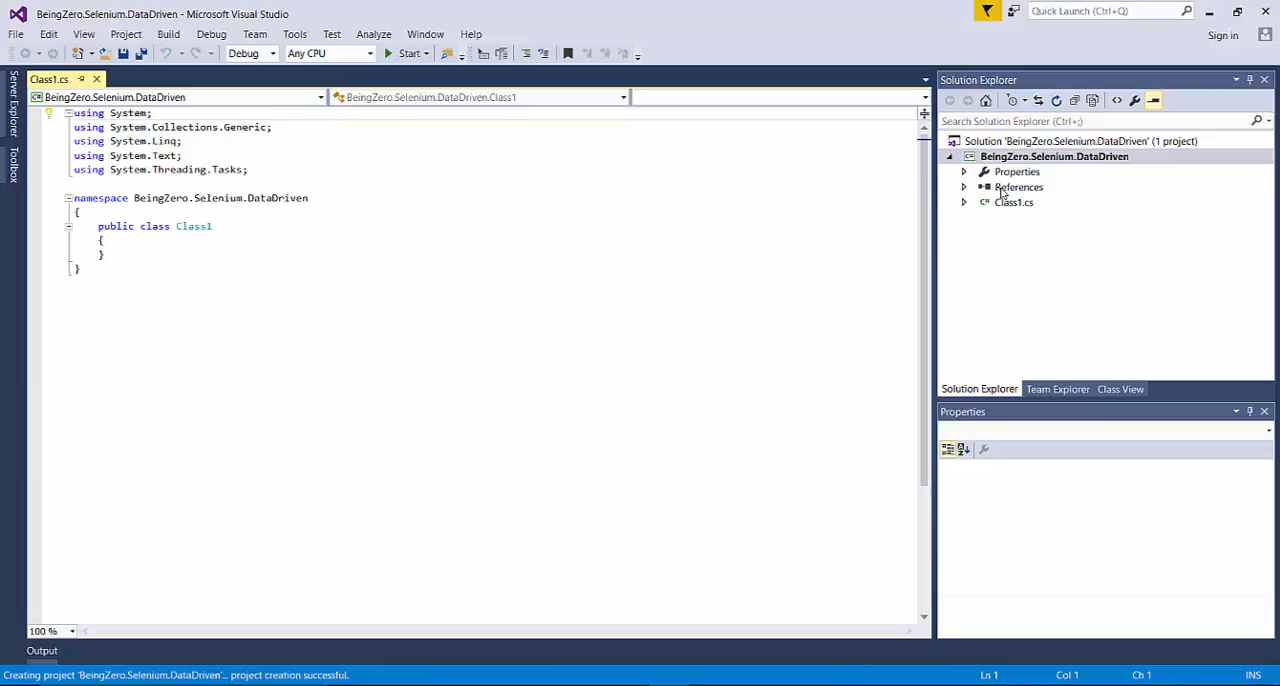 BeingZero.Selenium.DataDriven - Microsoft Visual Studio
Quick Launch (Ctrl+Q)
File Edit View Project Build Debug Team Tools Test Analyze Window Help
Sign in
Debug Any CPU Start
Server Explorer
Toolbox
Class1.cs
BeingZero.Selenium.DataDriven
BeingZero.Selenium.DataDriven.Class1
using System;
using System.Collections.Generic;
using System.Linq;
using System.Text;
using System.Threading.Tasks;
namespace BeingZero.Selenium.DataDriven
{
public class Class1
{
}
}
100 %
Solution Explorer
Search Solution Explorer (Ctrl+;)
Solution 'BeingZero.Selenium.DataDriven' (1 project)
BeingZero.Selenium.DataDriven
Properties
References
Class1.cs
Solution Explorer Team Explorer Class View
Properties
Output
Creating project 'BeingZero.Selenium.DataDriven'... project creation successful.
Ln 1 Col 1 Ch 1 INS